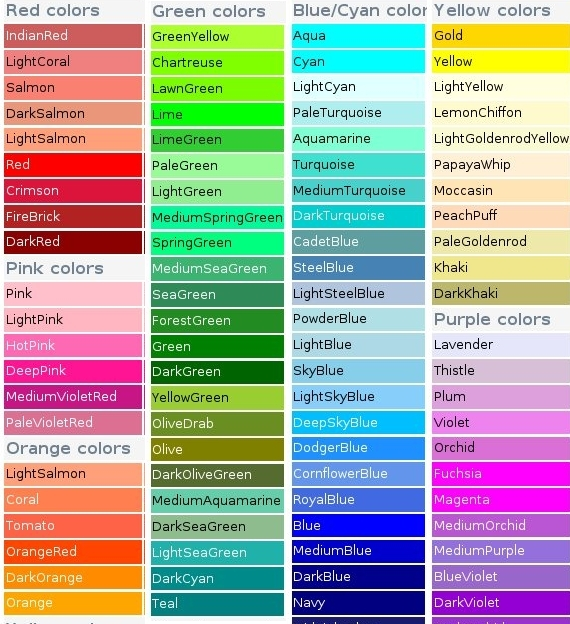 Red colors
IndianRed
LightCoral
Salmon
DarkSalmon
LightSalmon
Red
Crimson
FireBrick
DarkRed
Pink colors
Pink
LightPink
HotPink
DeepPink
MediumVioletRed
PaleVioletRed
Orange colors
LightSalmon
Coral
Tomato
OrangeRed
DarkOrange
Orange
Green colors
GreenYellow
Chartreuse
LawnGreen
Lime
LimeGreen
PaleGreen
LightGreen
MediumSpringGreen
SpringGreen
MediumSeaGreen
SeaGreen
ForestGreen
Green
DarkGreen
YellowGreen
OliveDrab
Olive
DarkOliveGreen
MediumAquamarine
DarkSeaGreen
LightSeaGreen
DarkCyan
Teal
Blue/Cyan color
Aqua
Cyan
LightCyan
PaleTurquoise
Aquamarine
Turquoise
MediumTurquoise
DarkTurquoise
CadetBlue
SteelBlue
LightSteelBlue
PowderBlue
LightBlue
SkyBlue
LightSkyBlue
DeepSkyBlue
DodgerBlue
CornflowerBlue
RoyalBlue
Blue
MediumBlue
DarkBlue
Navy
Yellow colors
Gold
Yellow
LightYellow
LemonChiffon
LightGoldenrodYellow
PapayaWhip
Moccasin
PeachPuff
PaleGoldenrod
Khaki
DarkKhaki
Purple colors
Lavender
Thistle
Plum
Violet
Orchid
Fuchsia
Magenta
MediumOrchid
MediumPurple
BlueViolet
DarkViolet